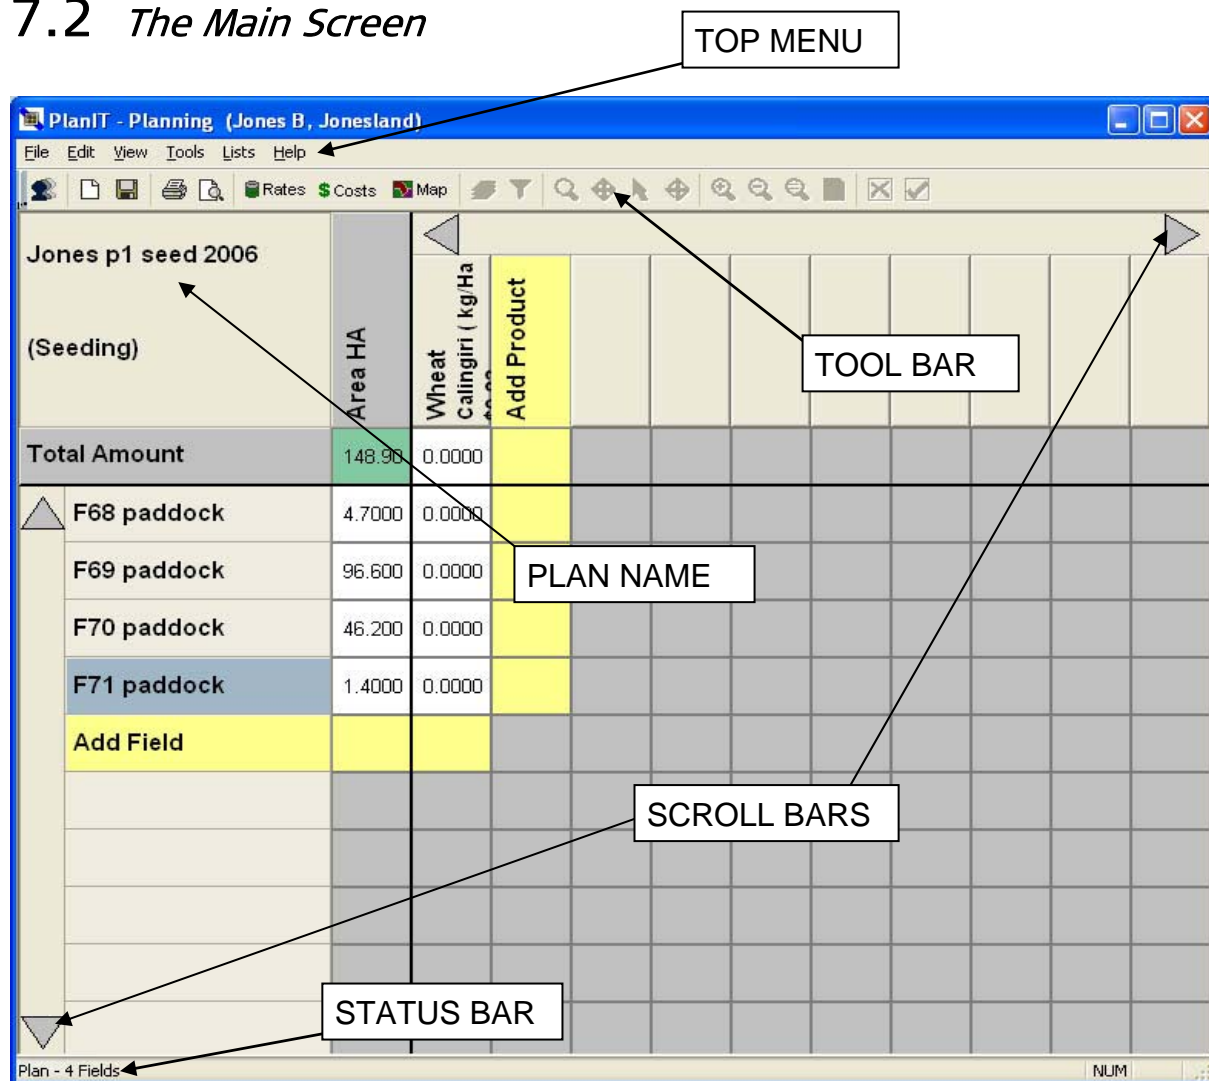 7.2 The Main Screen
TOP MENU
PlanIT - Planning (Jones B, Jonesland)
File Edit View Tools Lists Help
Rates $ Costs Map
Jones p1 seed 2006
(Seeding)
Area HA
Wheat
Calingiri ( kg/Ha
Add Product
TOOL BAR
Total Amount 148.90 0.0000
F68 paddock 4.7000 0.0000
F69 paddock 96.600 0.0000
PLAN NAME
F70 paddock 46.200 0.0000
F71 paddock 1.4000 0.0000
Add Field
SCROLL BARS
STATUS BAR
Plan - 4 Fields NUM